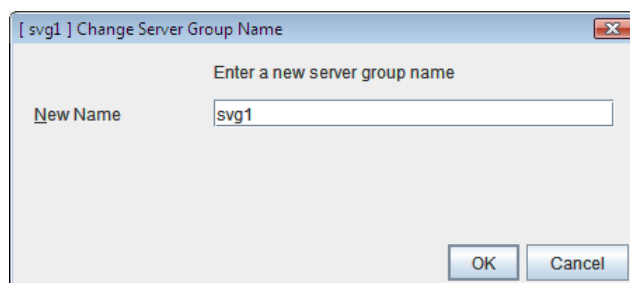 [ svg1 ] Change Server Group Name
Enter a new server group name
New Name
svg1
OK
Cancel